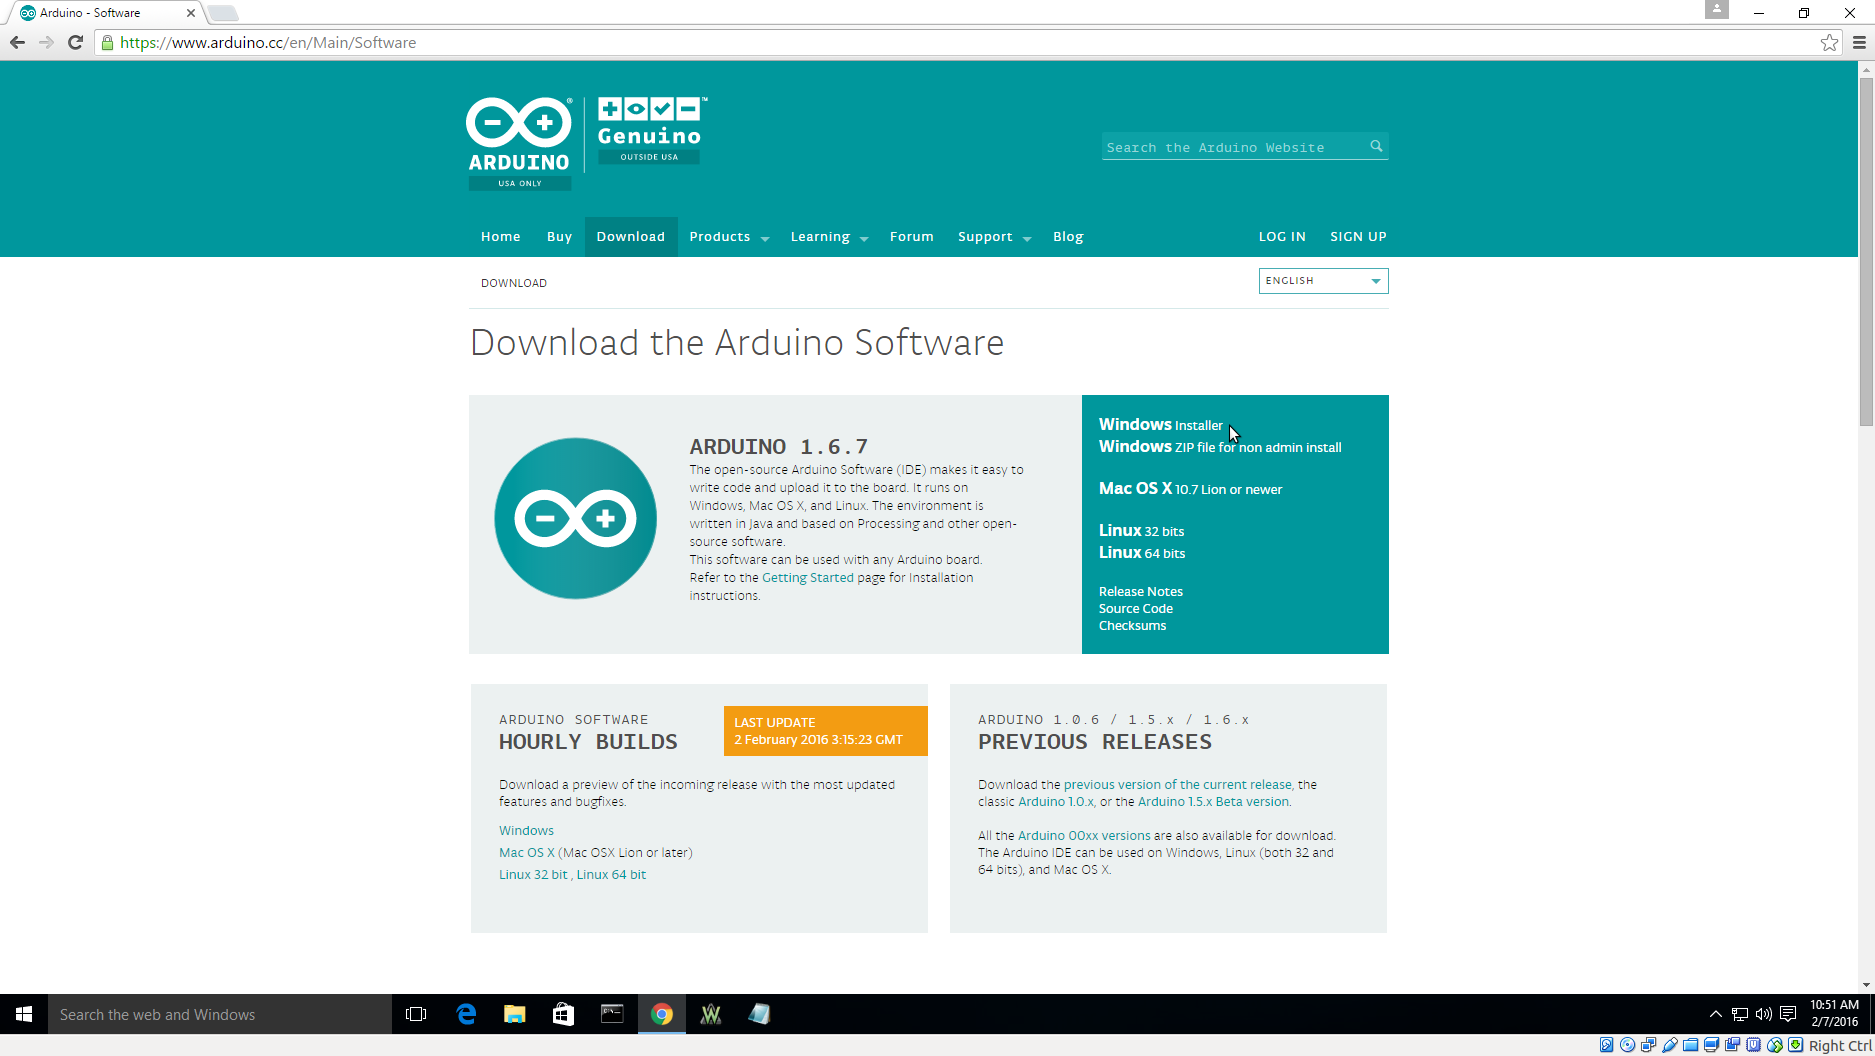 Arduino - Software
https://www.arduino.cc/en/Main/Software
ARDUINO
USA ONLY
Genuino
OUTSIDE USA
Search the Arduino Website
Home Buy Download Products Learning Forum Support Blog LOG IN SIGN UP
DOWNLOAD
ENGLISH
Download the Arduino Software
ARDUINO 1.6.7
The open-source Arduino Software (IDE) makes it easy to
write code and upload it to the board. It runs on
Windows, Mac OS X, and Linux. The environment is
written in Java and based on Processing and other open-
source software.
This software can be used with any Arduino board.
Refer to the Getting Started page for Installation
instructions.
Windows Installer
Windows ZIP file for non admin install
Mac OS X 10.7 Lion or newer
Linux 32 bits
Linux 64 bits
Release Notes
Source Code
Checksums
ARDUINO SOFTWARE
HOURLY BUILDS
LAST UPDATE
2 February 2016 3:15:23 GMT
Download a preview of the incoming release with the most updated
features and bugfixes.
Windows
Mac OS X (Mac OSX Lion or later)
Linux 32 bit , Linux 64 bit
ARDUINO 1.0.6 / 1.5.x / 1.6.x
PREVIOUS RELEASES
Download the previous version of the current release, the
classic Arduino 1.0.x, or the Arduino 1.5.x Beta version.
All the Arduino 00xx versions are also available for download.
The Arduino IDE can be used on Windows, Linux (both 32 and
64 bits), and Mac OS X.
Search the web and Windows
10:51 AM
2/7/2016
Right Ctrl